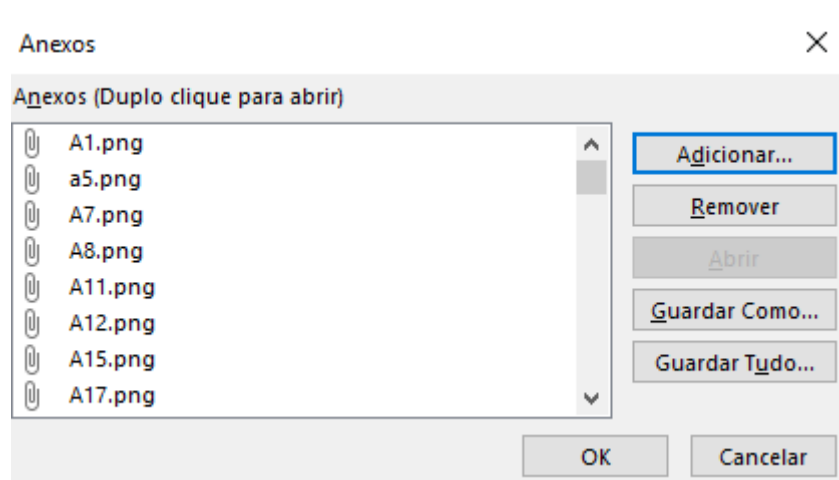 Anexos
Anexos (Duplo clique para abrir)
A1.png
a5.png
A7.png
A8.png
A11.png
A12.png
A15.png
A17.png
Adicionar...
Remover
Abrir
Guardar Como...
Guardar Tudo...
OK
Cancelar